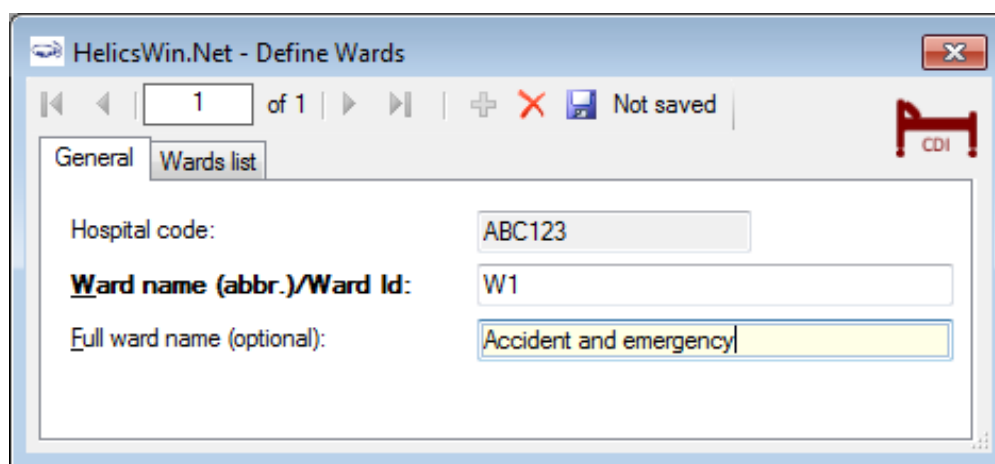 HelicsWin.Net - Define Wards
1 of 1 Not saved
CDI
General Wards list
Hospital code: ABC123
Ward name (abbr.)/Ward Id: W1
Full ward name (optional): Accident and emergency